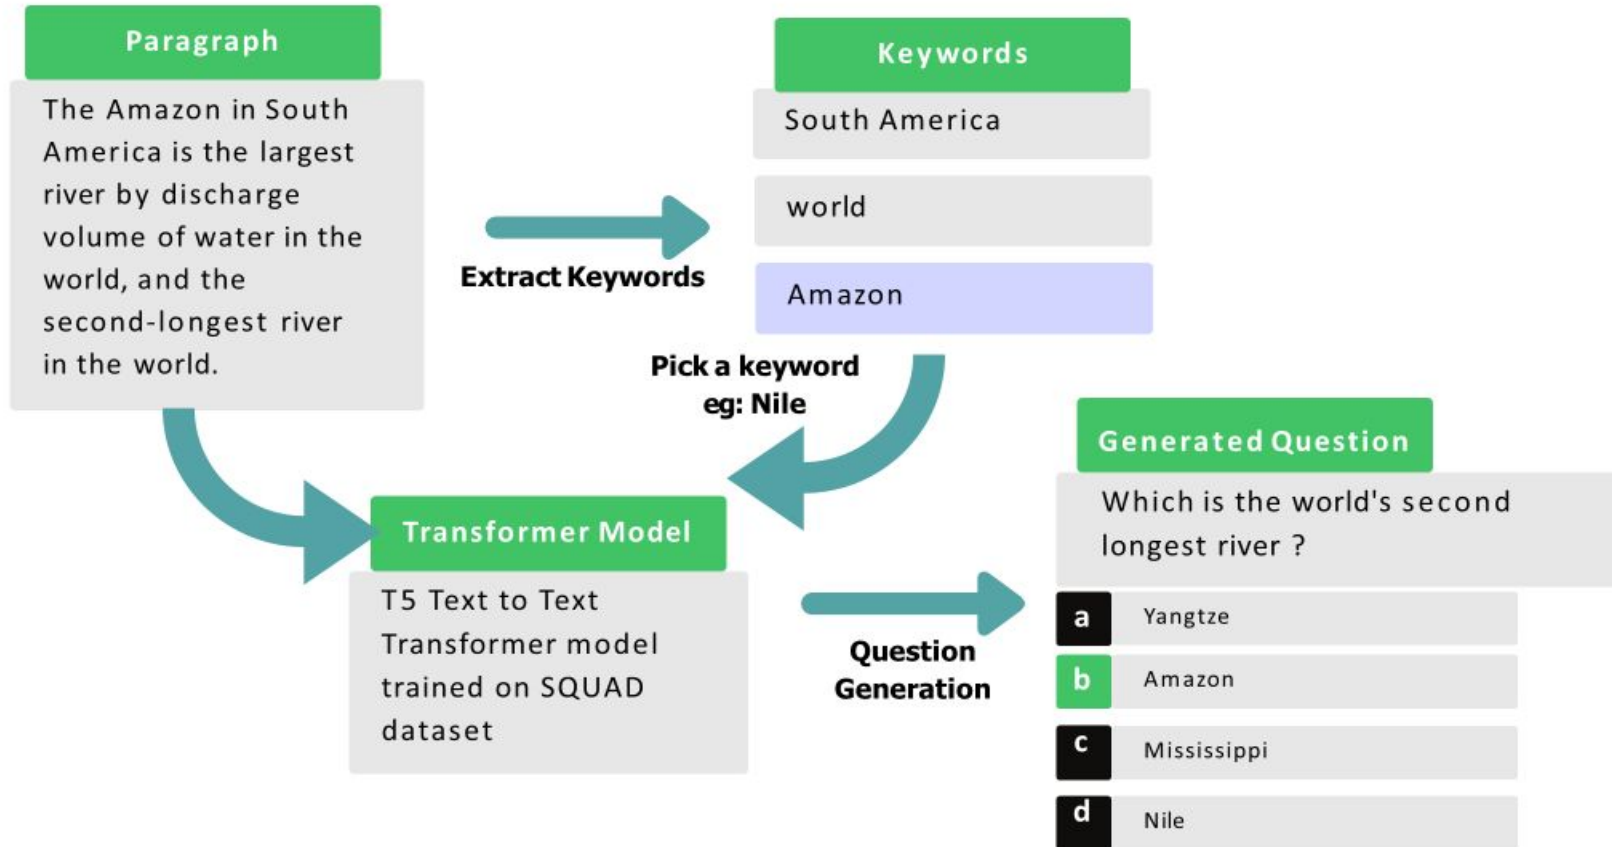 Paragraph
The Amazon in South
America is the largest
river by discharge
volume of water in the
world, and the
second-longest river
in the world.
Extract Keywords
Keywords
South America
world
Amazon
Pick a keyword
eg: Nile
Transformer Model
T5 Text to Text
Transformer model
trained on SQUAD
dataset
Question
Generation
Generated Question
Which is the world's second
longest river ?
a Yangtze
b Amazon
c Mississippi
d Nile